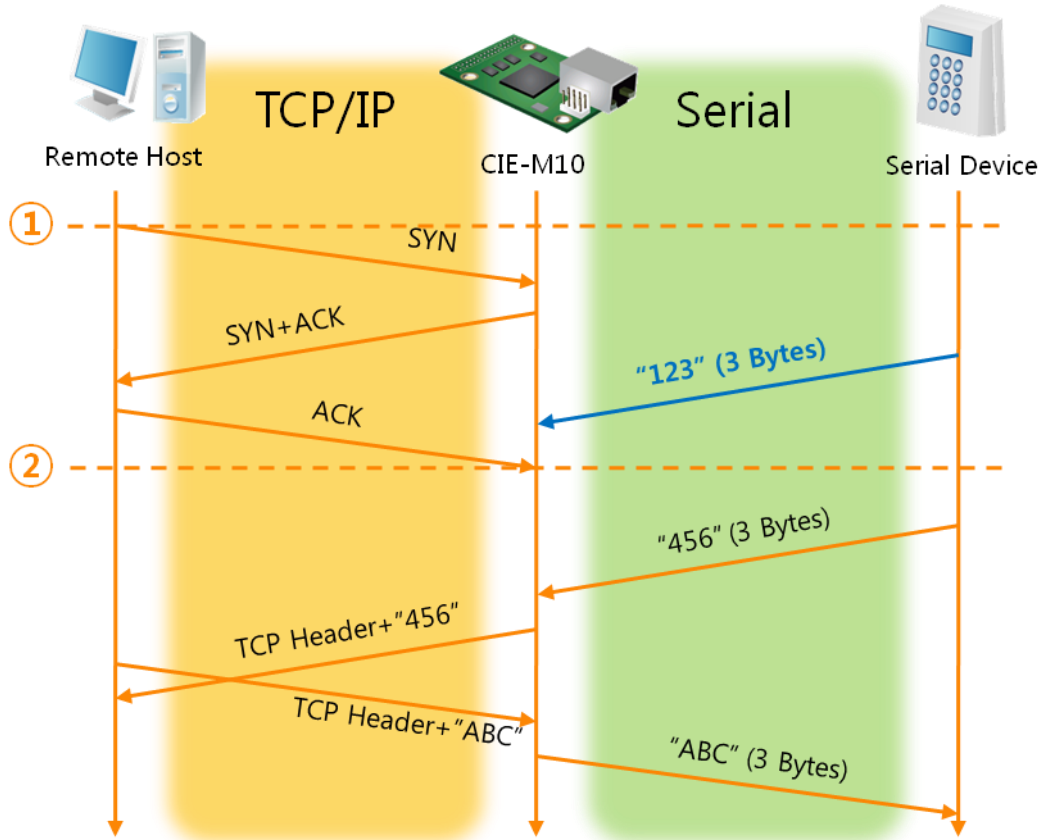 TCP/IP
Serial
Remote Host
CIE-M10
Serial Device
①
SYN
SYN+ACK
“123” (3 Bytes)
ACK
②
“456” (3 Bytes)
TCP Header+”456”
TCP Header+”ABC”
“ABC” (3 Bytes)